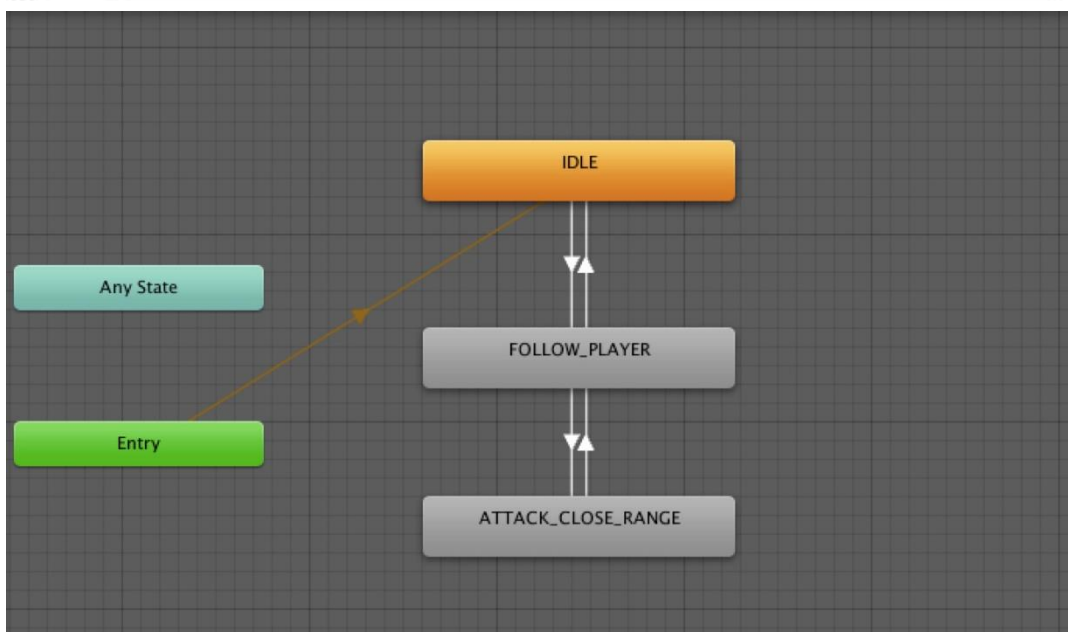 IDLE
Any State
FOLLOW_PLAYER
Entry
ATTACK_CLOSE_RANGE